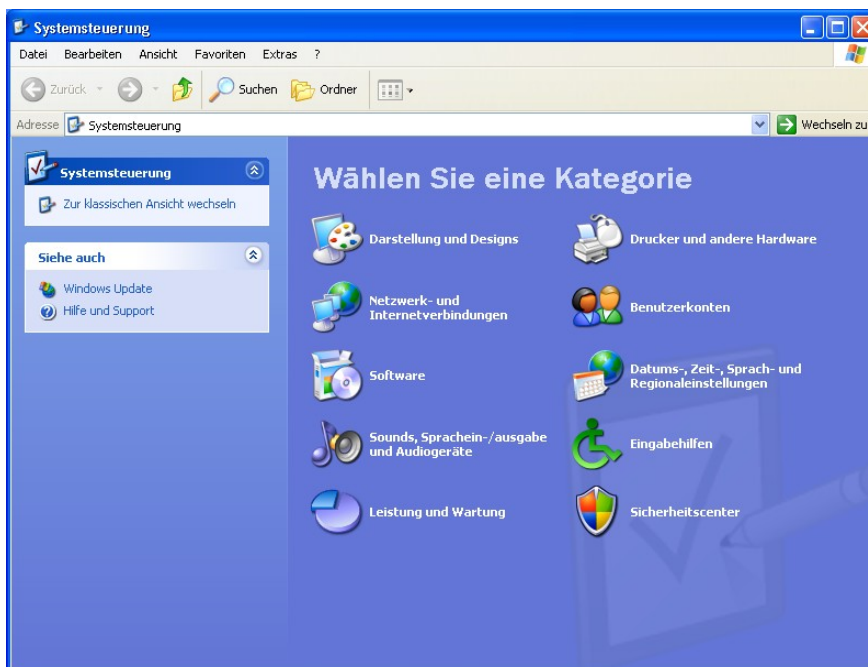 Systemsteuerung
Datei Bearbeiten Ansicht Favoriten Extras ?
Zurück Suchen Ordner
Adresse Systemsteuerung Wechseln zu
Systemsteuerung
Zur klassischen Ansicht wechseln
Siehe auch
Windows Update
Hilfe und Support
Wählen Sie eine Kategorie
Darstellung und Designs
Drucker und andere Hardware
Netzwerk- und
Internetverbindungen
Benutzerkonten
Software
Datums-, Zeit-, Sprach- und
Regionaleinstellungen
Sounds, Sprachein-/ausgabe
und Audiogeräte
Eingabehilfen
Leistung und Wartung
Sicherheitscenter